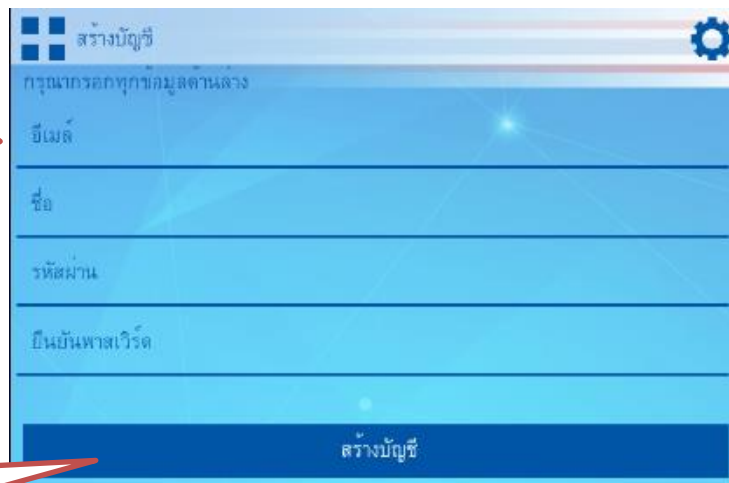 สร้างบัญชี
กรุณากรอกทุกข้อมูลด้านล่าง
อีเมล์
ชื่อ
รหัสผ่าน
ยืนยันพาสเวิร์ด
สร้างบัญชี